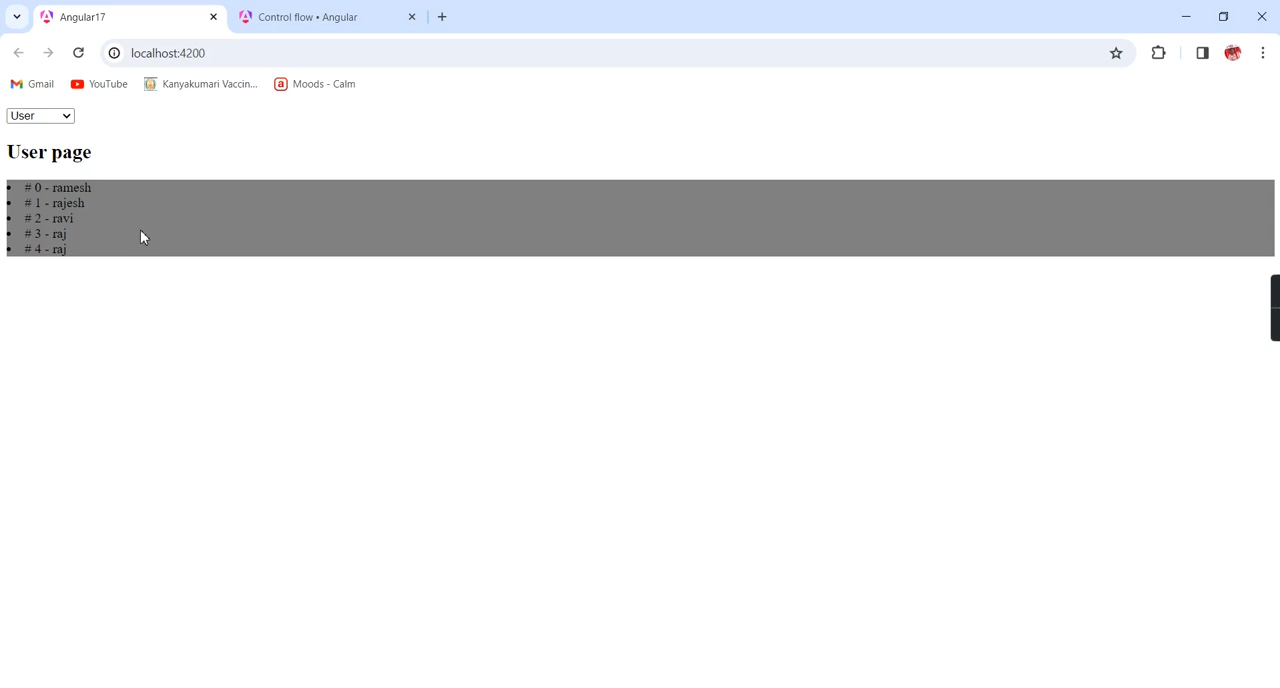 Angular17
Control flow • Angular
localhost:4200
Gmail
YouTube
Kanyakumari Vaccin...
Moods - Calm
User
User page
# 0 - ramesh
# 1 - rajesh
# 2 - ravi
# 3 - raj
# 4 - raj